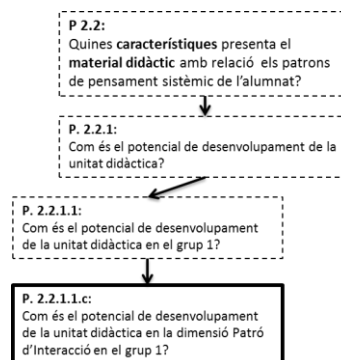 P 2.2:
Quines característiques presenta el
material didàctic amb relació els patrons
de pensament sistèmic de l'alumnat?
P. 2.2.1:
Com és el potencial de desenvolupament de la
unitat didàctica?
P. 2.2.1.1:
Com és el potencial de desenvolupament
de la unitat didàctica en el grup 1?
P. 2.2.1.1.c:
Com és el potencial de desenvolupament
de la unitat didàctica en la dimensió Patró
d'Interacció en el grup 1?